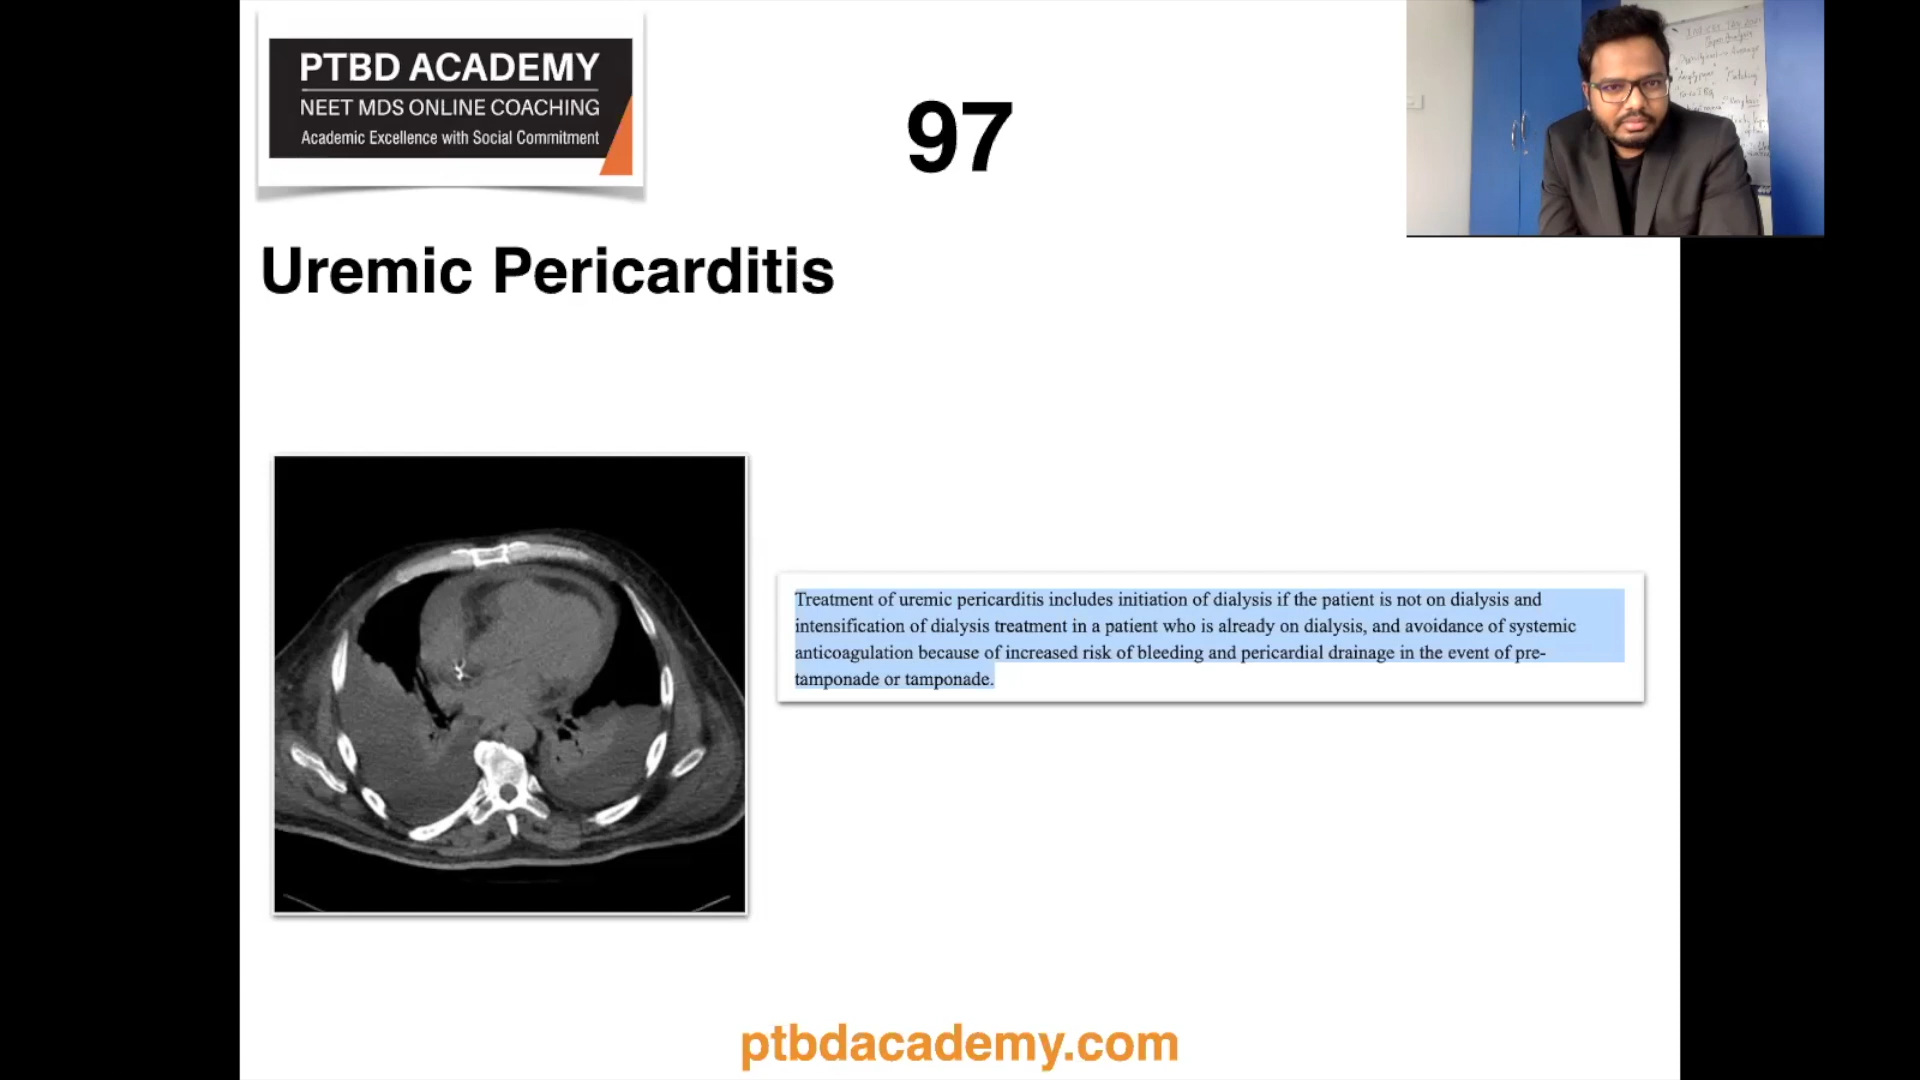 PTBD ACADEMY
NEET MDS ONLINE COACHING
Academic Excellence with Social Commitment
97
Uremic Pericarditis
Treatment of uremic pericarditis includes initiation of dialysis if the patient is not on dialysis and
intensification of dialysis treatment in a patient who is already on dialysis, and avoidance of systemic
anticoagulation because of increased risk of bleeding and pericardial drainage in the event of pre-
tamponade or tamponade.
ptbdacademy.com